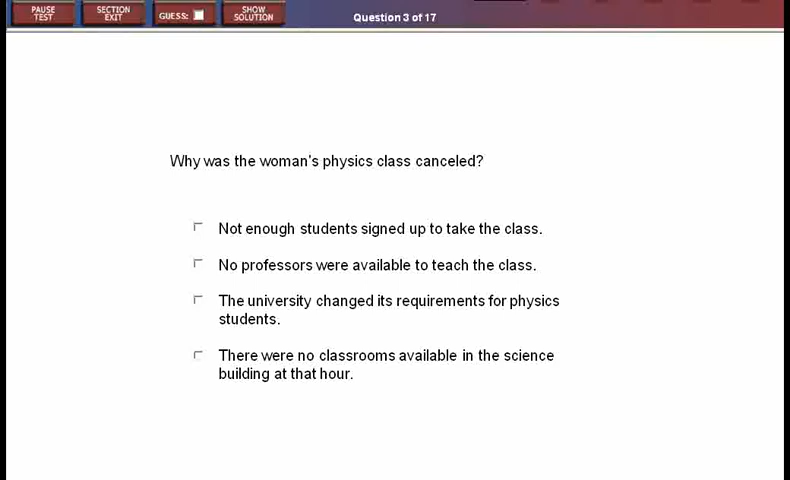 PAUSE
TEST
SECTION
EXIT
GUESS:
SHOW
SOLUTION
Question 3 of 17
Why was the woman's physics class canceled?
Not enough students signed up to take the class.
No professors were available to teach the class.
The university changed its requirements for physics
students.
There were no classrooms available in the science
building at that hour.